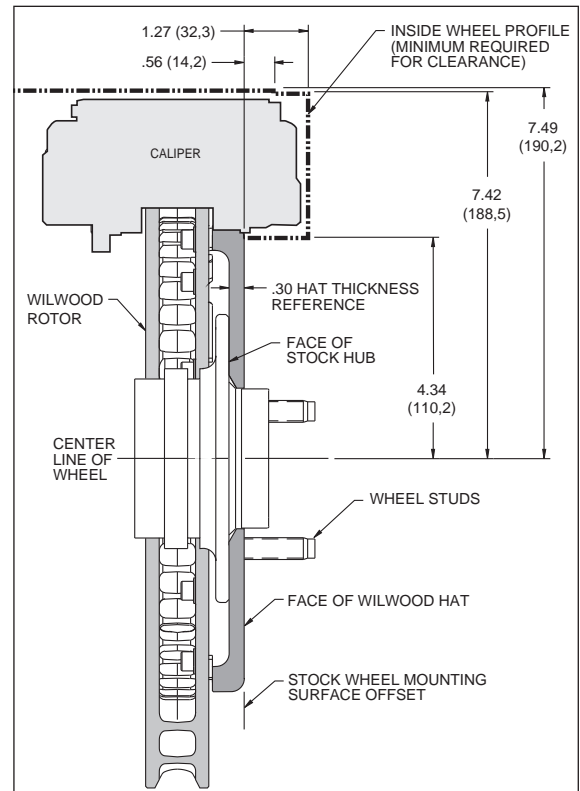 1.27 (32,3)
.56 (14,2)
INSIDE WHEEL PROFILE
(MINIMUM REQUIRED
FOR CLEARANCE)
7.49
(190,2)
7.42
(188,5)
CALIPER
.30 HAT THICKNESS
REFERENCE
WILWOOD
ROTOR
FACE OF
STOCK HUB
4.34
(110,2)
CENTER
LINE OF
WHEEL
WHEEL STUDS
FACE OF WILWOOD HAT
STOCK WHEEL MOUNTING
SURFACE OFFSET